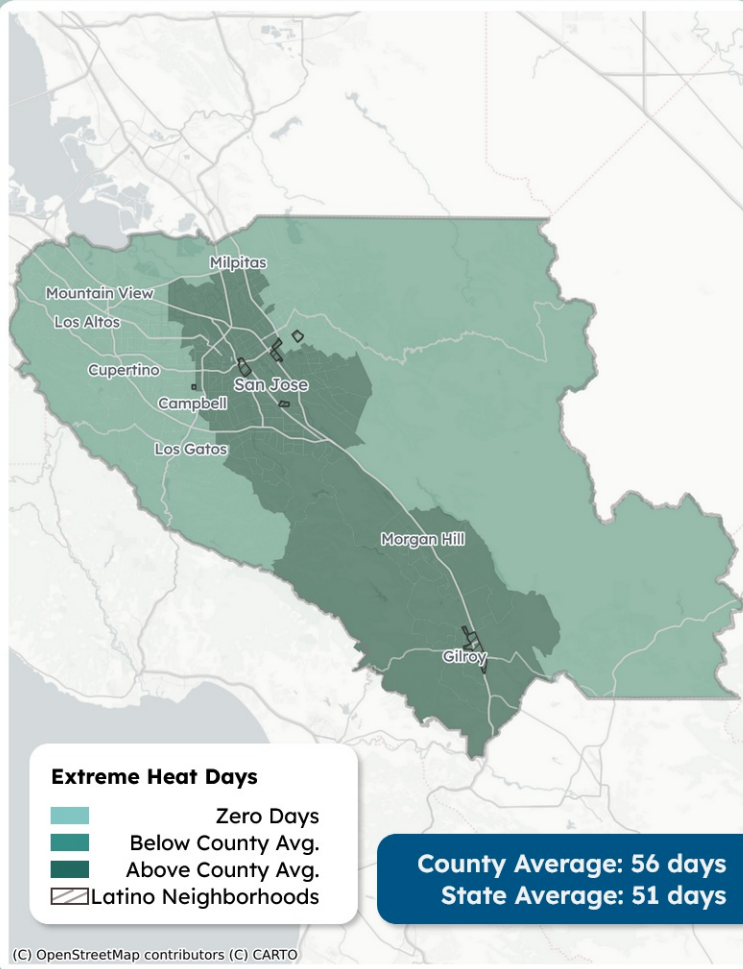 Milpitas
Mountain View
Los Altos
Cupertino
San Jose
Campbell
Los Gatos
Morgan Hill
Gilroy
Extreme Heat Days
Zero Days
Below County Avg.
Above County Avg.
Latino Neighborhoods
County Average: 56 days
State Average: 51 days
(C) OpenStreetMap contributors (C) CARTO